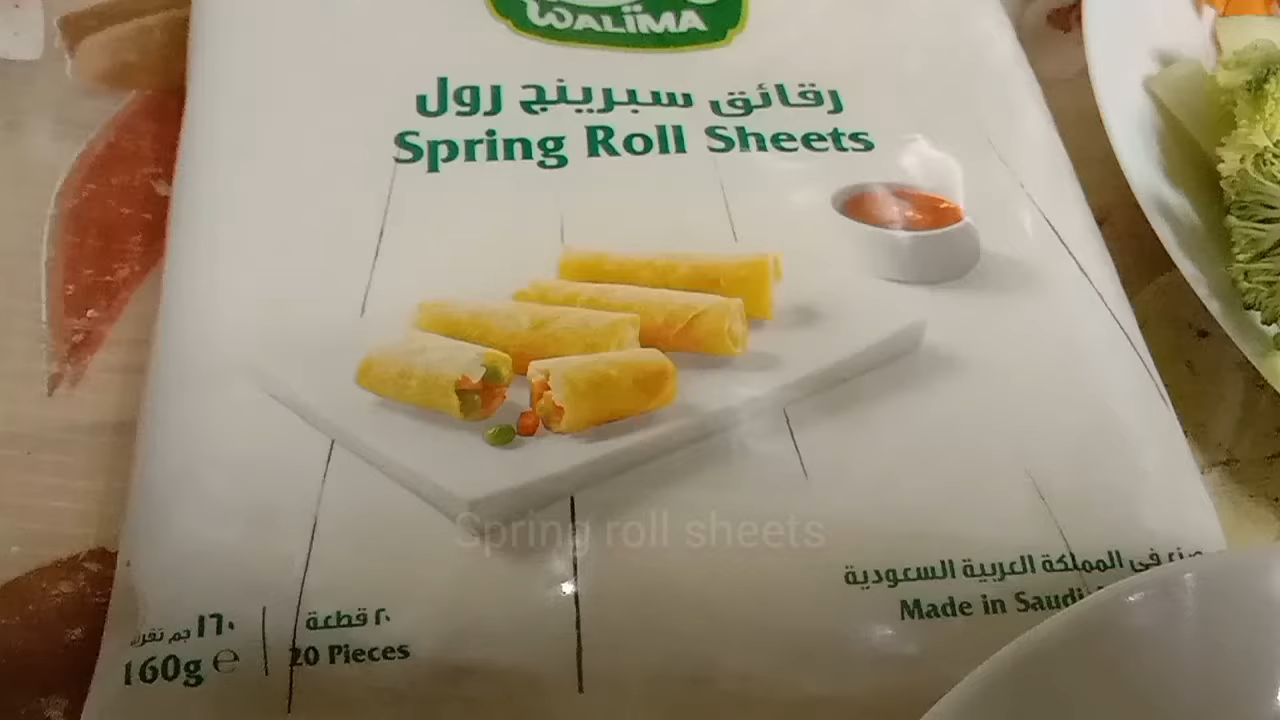 WALIMA
رقائق سبرينج رول
Spring Roll Sheets
Spring roll sheets
في المملكة العربية السعودية
Made in Saudi
١٦٠ جم
٢٠ قطعة
160g e
20 Pieces